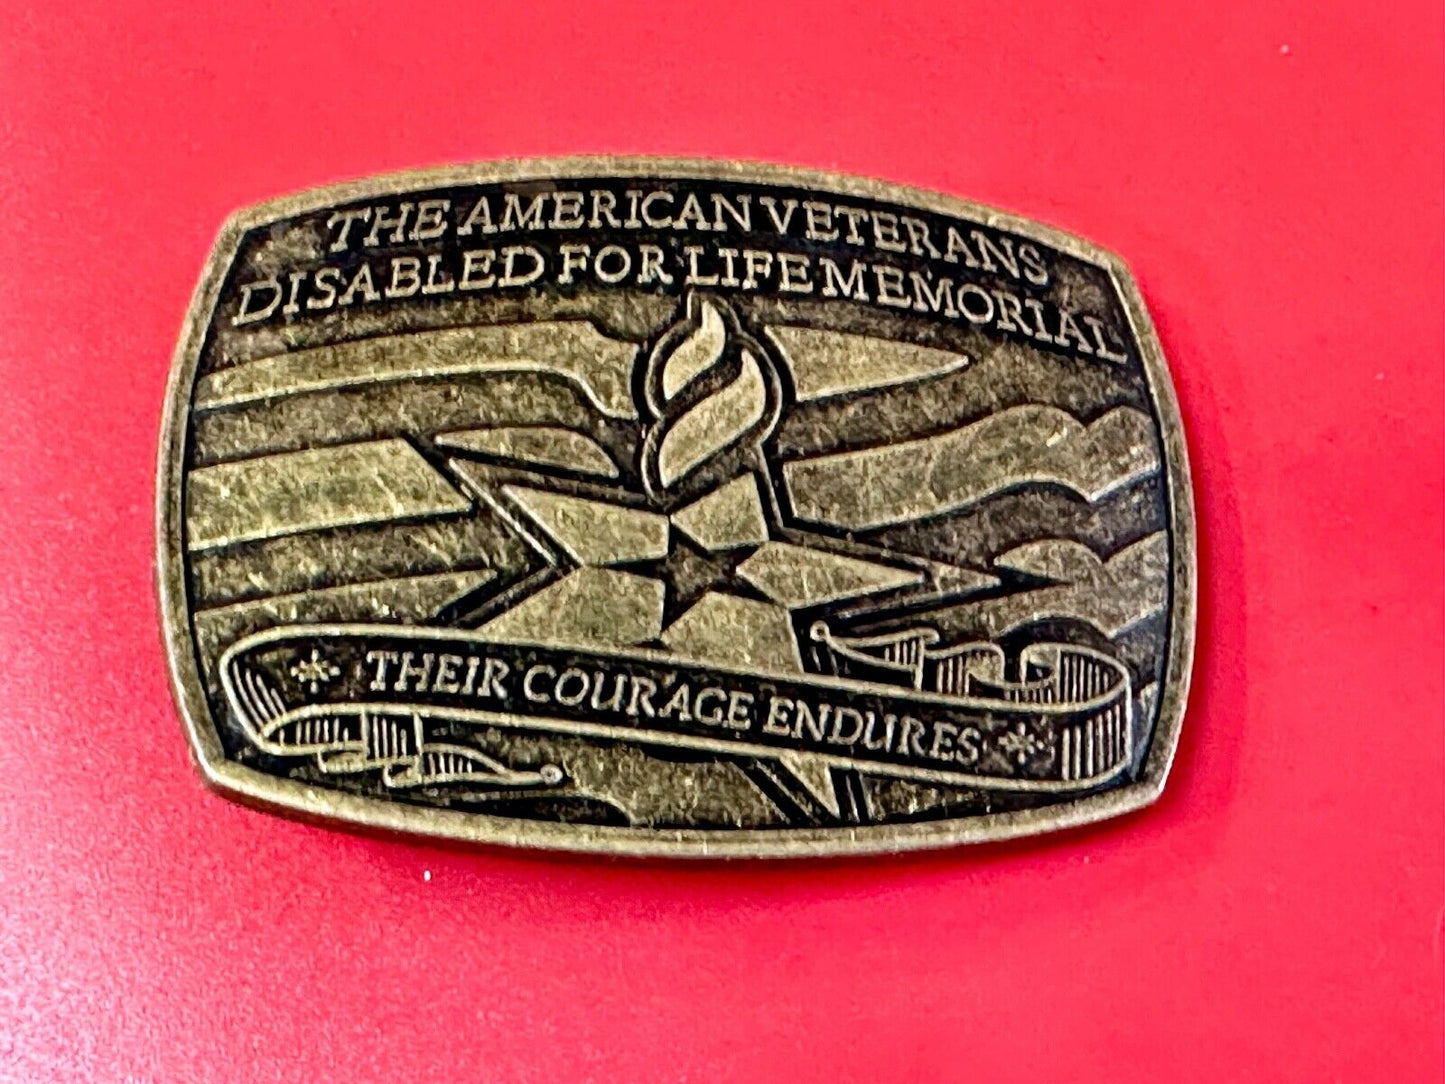 THE AMERICAN VETERANS
DISABLED FOR LIFE MEMORIAL
THEIR COURAGE ENDURES